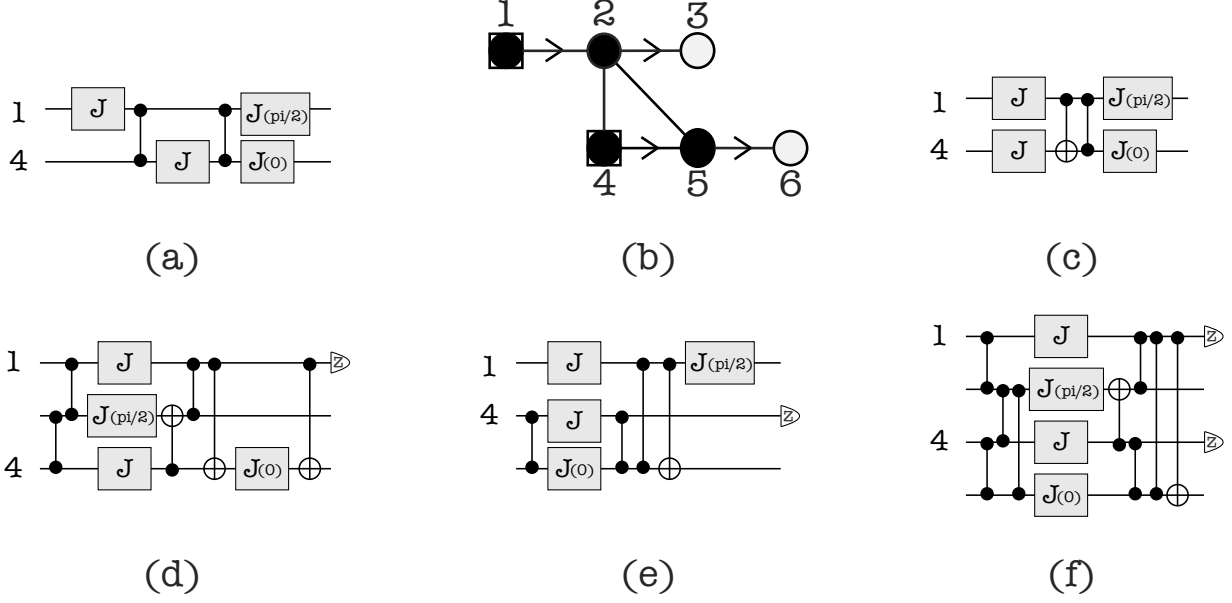 1 J J(pi/2)
4 J J(0)
(a)
1 2 3
4 5 6
(b)
1 J J(pi/2)
4 J J(0)
(c)
1 J Z
J(pi/2)
4 J J(0)
(d)
1 J J(pi/2)
4 J Z
J(0)
(e)
1 J Z
J(pi/2)
4 J Z
J(0)
(f)